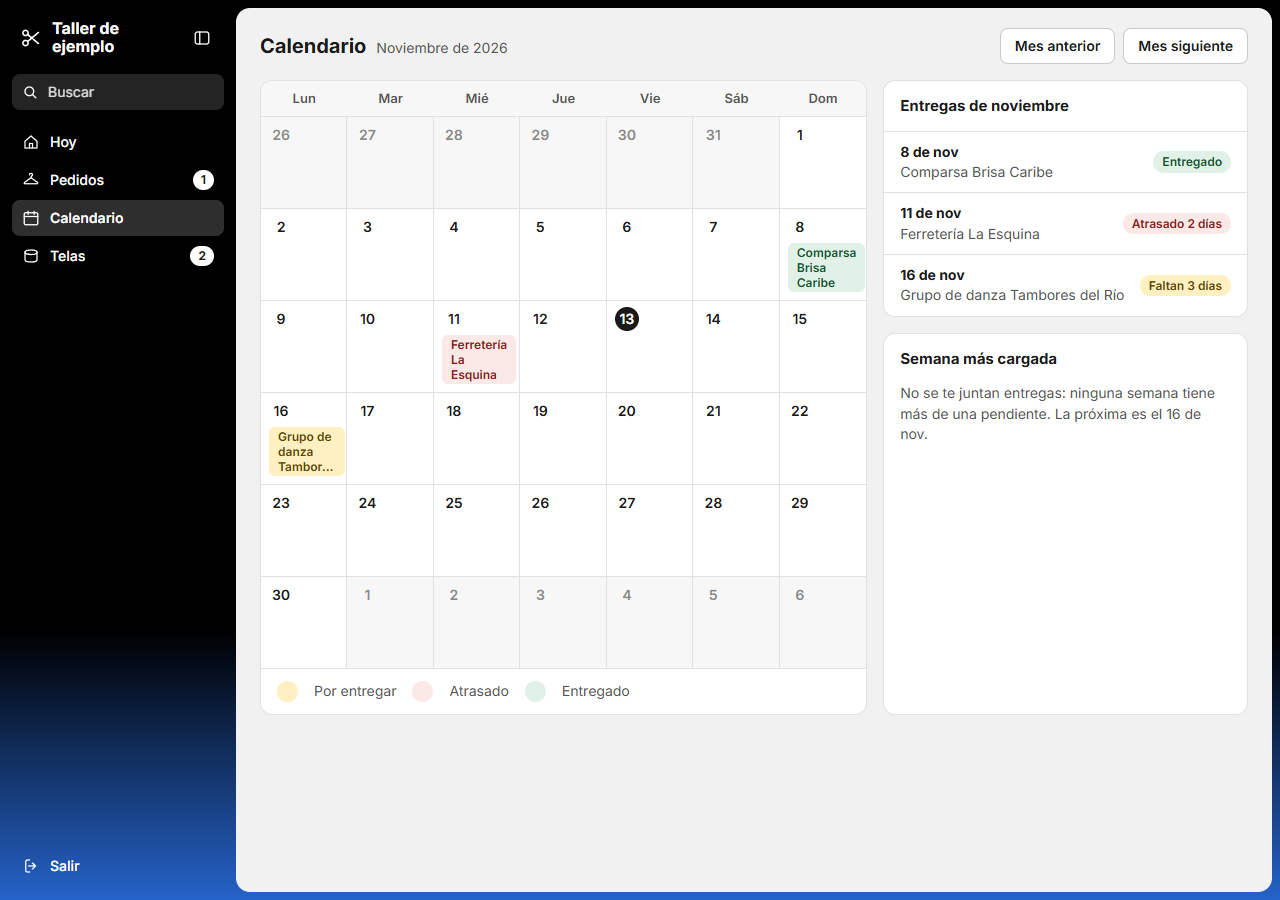 Taller de
ejemplo
Buscar
Hoy
Pedidos 1
Calendario
Telas 2
Salir
Calendario Noviembre de 2026
Mes anterior Mes siguiente
Lun Mar Mié Jue Vie Sáb Dom
26 27 28 29 30 31 1
2 3 4 5 6 7 8
Comparsa
Brisa
Caribe
9 10 11 12 13 14 15
Ferretería
La
Esquina
16 17 18 19 20 21 22
Grupo de
danza
Tambor...
23 24 25 26 27 28 29
30 1 2 3 4 5 6
Por entregar Atrasado Entregado
Entregas de noviembre
8 de nov
Comparsa Brisa Caribe
Entregado
11 de nov
Ferretería La Esquina
Atrasado 2 días
16 de nov
Grupo de danza Tambores del Río
Faltan 3 días
Semana más cargada
No se te juntan entregas: ninguna semana tiene
más de una pendiente. La próxima es el 16 de
nov.